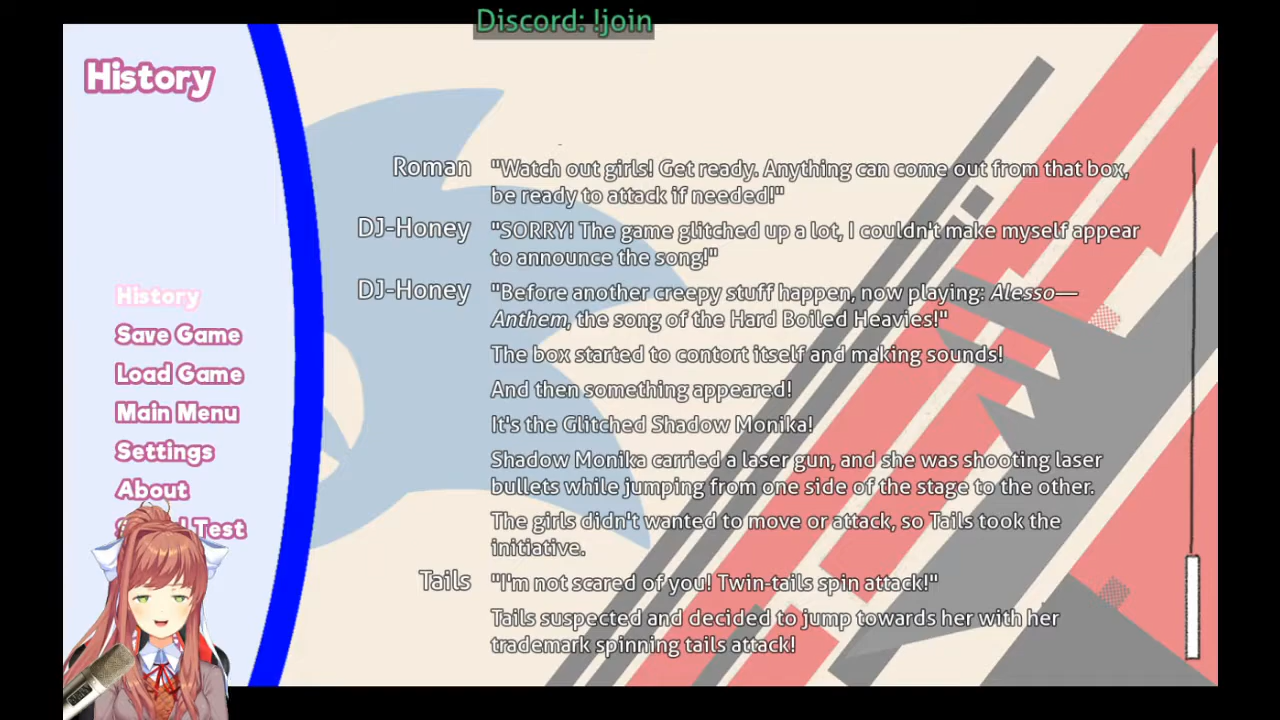 Discord: !join
History
Roman "Watch out girls! Get ready. Anything can come out from that box,
be ready to attack if needed!"
DJ-Honey "SORRY! The game glitched up a lot, I couldn't make myself appear
to announce the song!"
DJ-Honey "Before another creepy stuff happen, now playing: Alesso—
Anthem, the song of the Hard Boiled Heavies!"
The box started to contort itself and making sounds!
And then something appeared!
It's the Glitched Shadow Monika!
Shadow Monika carried a laser gun, and she was shooting laser
bullets while jumping from one side of the stage to the other.
The girls didn't wanted to move or attack, so Tails took the
initiative.
Tails "I'm not scared of you! Twin-tails spin attack!"
Tails suspected and decided to jump towards her with her
trademark spinning tails attack!
History
Save Game
Load Game
Main Menu
Settings
About
Test